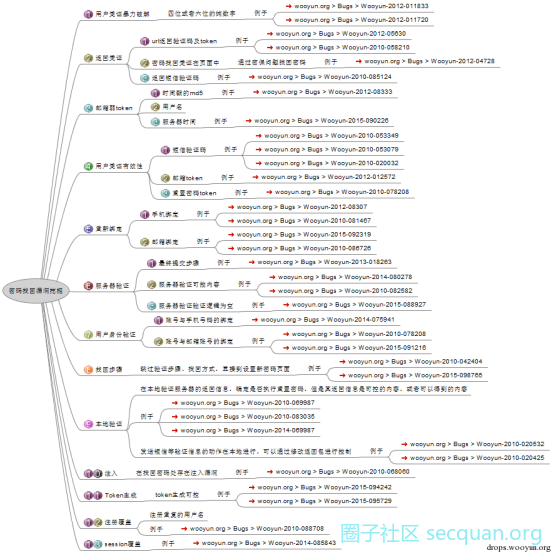 密码找回漏洞挖掘
用户凭证暴力破解
四位或者六位的纯数字
例子
wooyun.org > Bugs > Wooyun-2012-011833
wooyun.org > Bugs > Wooyun-2012-011720
返回凭证
url返回验证码及token
例子
wooyun.org > Bugs > Wooyun-2012-05630
wooyun.org > Bugs > Wooyun-2010-058210
密码找回凭证在页面中
通过密保问题找回密码
例子
wooyun.org > Bugs > Wooyun-2012-04728
返回短信验证码
例子
wooyun.org > Bugs > Wooyun-2010-085124
邮箱弱token
时间戳的md5
例子
wooyun.org > Bugs > Wooyun-2012-08333
用户名
服务器时间
例子
wooyun.org > Bugs > Wooyun-2015-090226
用户凭证有效性
短信验证码
例子
wooyun.org > Bugs > Wooyun-2010-053349
wooyun.org > Bugs > Wooyun-2010-053079
wooyun.org > Bugs > Wooyun-2010-020032
邮箱token
例子
wooyun.org > Bugs > Wooyun-2012-012572
重置密码token
例子
wooyun.org > Bugs > Wooyun-2010-078208
重新绑定
手机绑定
例子
wooyun.org > Bugs > Wooyun-2012-08307
wooyun.org > Bugs > Wooyun-2010-081467
邮箱绑定
例子
wooyun.org > Bugs > Wooyun-2015-092319
wooyun.org > Bugs > Wooyun-2010-086726
服务器验证
最终提交步骤
例子
wooyun.org > Bugs > Wooyun-2013-018263
服务器验证可控内容
例子
wooyun.org > Bugs > Wooyun-2014-080278
wooyun.org > Bugs > Wooyun-2010-082582
服务器验证验证逻辑为空
例子
wooyun.org > Bugs > Wooyun-2015-088927
用户身份验证
账号与手机号码的绑定
例子
wooyun.org > Bugs > Wooyun-2014-075941
账号与邮箱账号的绑定
例子
wooyun.org > Bugs > Wooyun-2010-078208
wooyun.org > Bugs > Wooyun-2015-091216
找回步骤
跳过验证步骤、找回方式，直接到设置新密码页面
例子
wooyun.org > Bugs > Wooyun-2010-042404
wooyun.org > Bugs > Wooyun-2015-098765
本地验证
在本地验证服务器的返回信息，确定是否执行重置密码，但是其返回信息是可控的内容，或者可以得到的内容
例子
wooyun.org > Bugs > Wooyun-2010-069987
wooyun.org > Bugs > Wooyun-2010-083035
wooyun.org > Bugs > Wooyun-2014-069987
发送短信等验证信息的动作在本地进行，可以通过修改返回包进行控制
例子
wooyun.org > Bugs > Wooyun-2010-020532
wooyun.org > Bugs > Wooyun-2010-020425
注入
在找回密码处存在注入漏洞
例子
wooyun.org > Bugs > Wooyun-2010-068060
Token生成
token生成可控
例子
wooyun.org > Bugs > Wooyun-2015-094242
wooyun.org > Bugs > Wooyun-2015-095729
注册覆盖
注册重复的用户名
例子
wooyun.org > Bugs > Wooyun-2010-088708
session覆盖
例子
wooyun.org > Bugs > Wooyun-2014-085843
圈子社区 secquan.org
drops.wooyun.org